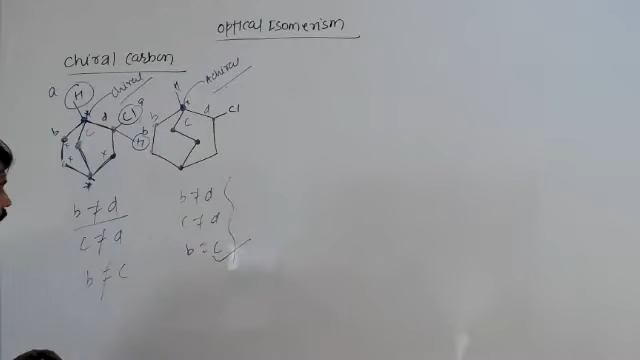 optical Isomerism
chiral carbon
a H chiral
b c d Cl a
* x x *
b H
Achiral
H b c d Cl
b ≠ d
c ≠ d
b ≠ c
b ≠ d
c ≠ d
b = c